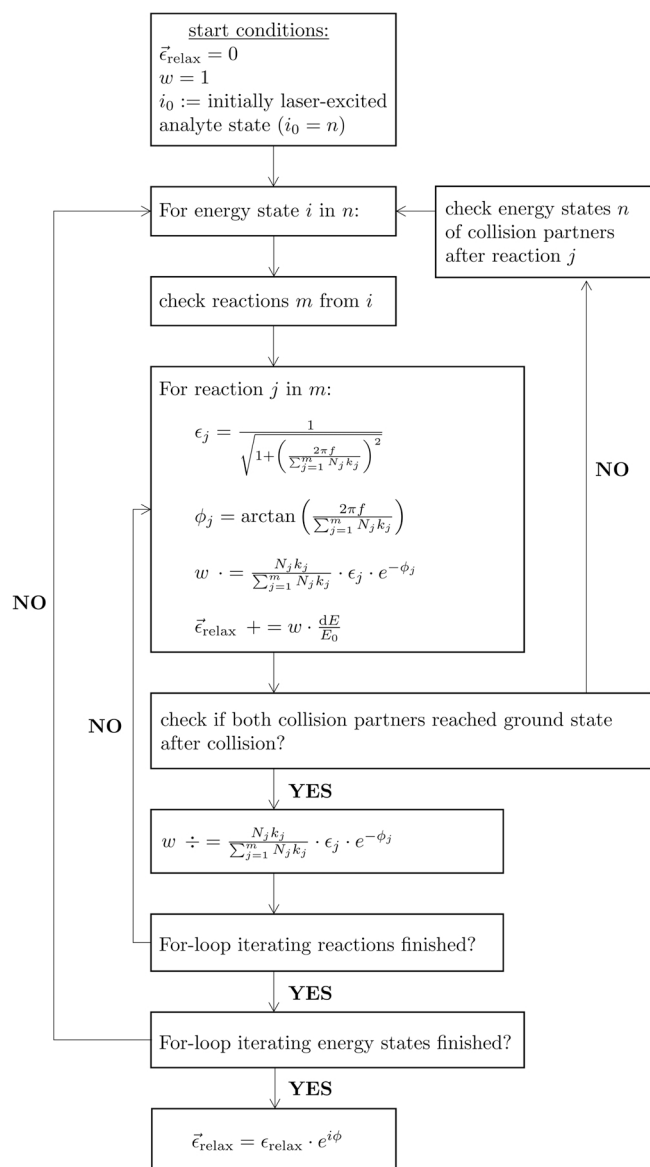 start conditions:
$\vec{\epsilon}_{\mathrm{relax}} = 0$
$w = 1$
$i_0 :=$ initially laser-excited
analyte state ($i_0 = n$)
For energy state $i$ in $n$:
check energy states $n$
of collision partners
after reaction $j$
check reactions $m$ from $i$
For reaction $j$ in $m$:
$\epsilon_j = \frac{1}{\sqrt{1+\left(\frac{2\pi f}{\sum_{j=1}^{m} N_j k_j}\right)^2}}$
$\phi_j = \arctan\left(\frac{2\pi f}{\sum_{j=1}^{m} N_j k_j}\right)$
$w \ \cdot = \frac{N_j k_j}{\sum_{j=1}^{m} N_j k_j} \cdot \epsilon_j \cdot e^{-\phi_j}$
$\vec{\epsilon}_{\mathrm{relax}} \ += w \cdot \frac{\mathrm{d}E}{E_0}$
NO
NO
NO
check if both collision partners reached ground state
after collision?
YES
$w \ \div = \frac{N_j k_j}{\sum_{j=1}^{m} N_j k_j} \cdot \epsilon_j \cdot e^{-\phi_j}$
For-loop iterating reactions finished?
YES
For-loop iterating energy states finished?
YES
$\vec{\epsilon}_{\mathrm{relax}} = \epsilon_{\mathrm{relax}} \cdot e^{i\phi}$